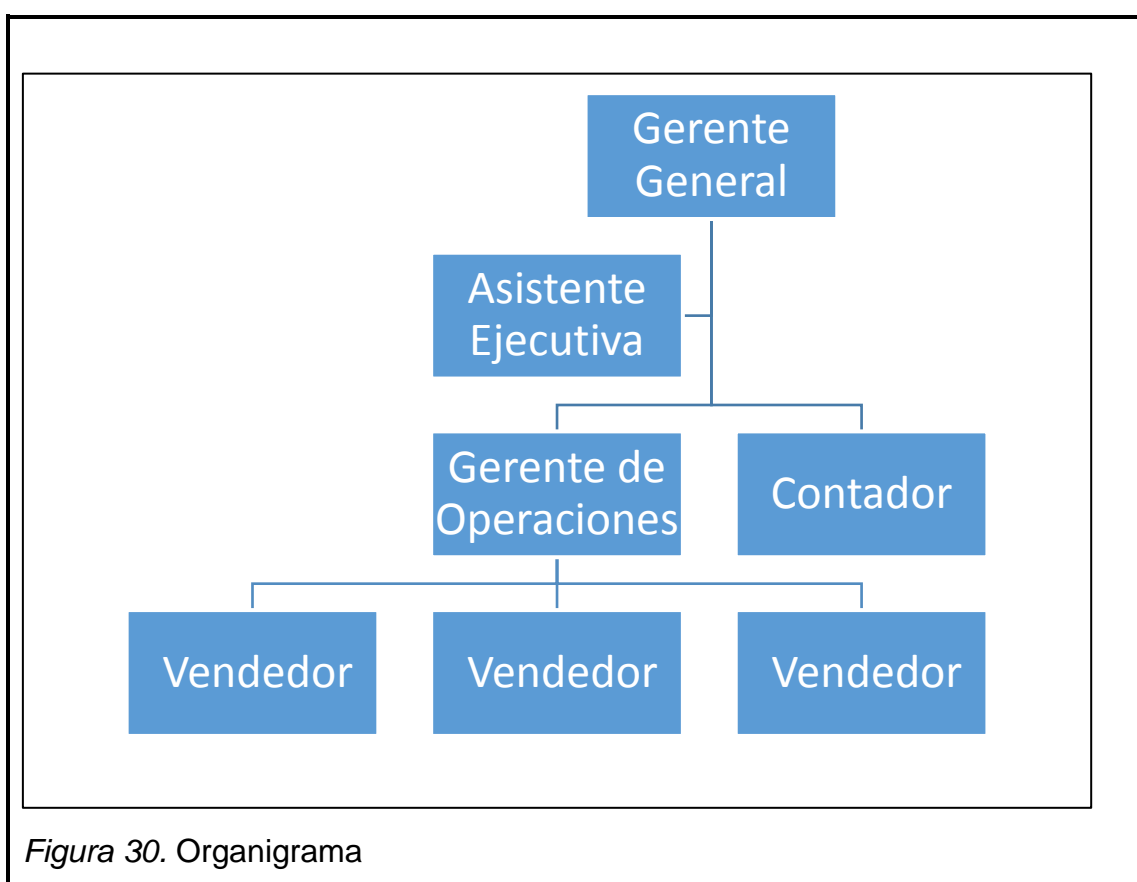 Gerente
General
Asistente
Ejecutiva
Gerente de
Operaciones
Contador
Vendedor
Vendedor
Vendedor
Figura 30. Organigrama